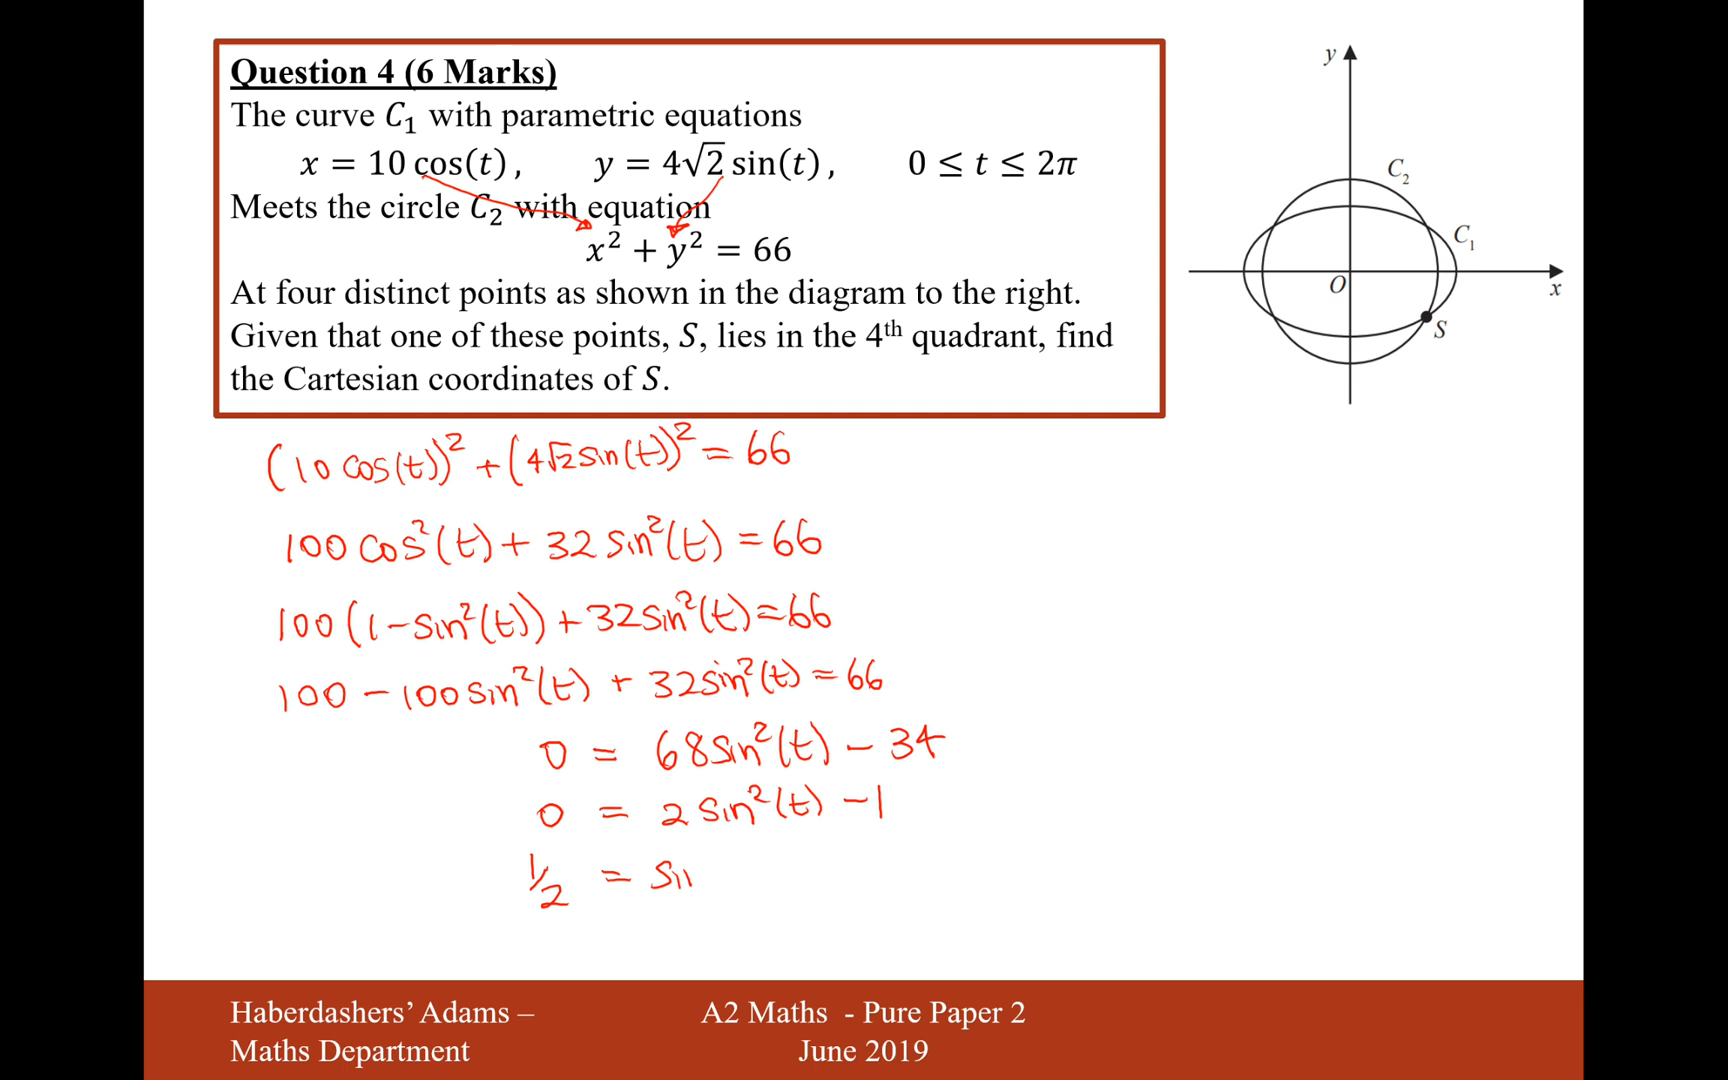 Question 4 (6 Marks)
The curve C₁ with parametric equations
x = 10 cos(t), y = 4√2 sin(t), 0 ≤ t ≤ 2π
Meets the circle C₂ with equation
x² + y² = 66
At four distinct points as shown in the diagram to the right.
Given that one of these points, S, lies in the 4th quadrant, find
the Cartesian coordinates of S.
y
C₂
C₁
O
x
S
(10 cos(t))² + (4√2 sin(t))² = 66
100 cos²(t) + 32 sin²(t) = 66
100 (1 - sin²(t)) + 32 sin²(t) = 66
100 - 100 sin²(t) + 32 sin²(t) = 66
0 = 68 sin²(t) - 34
0 = 2 sin²(t) - 1
1/2 =
Haberdashers' Adams –
Maths Department
A2 Maths - Pure Paper 2
June 2019